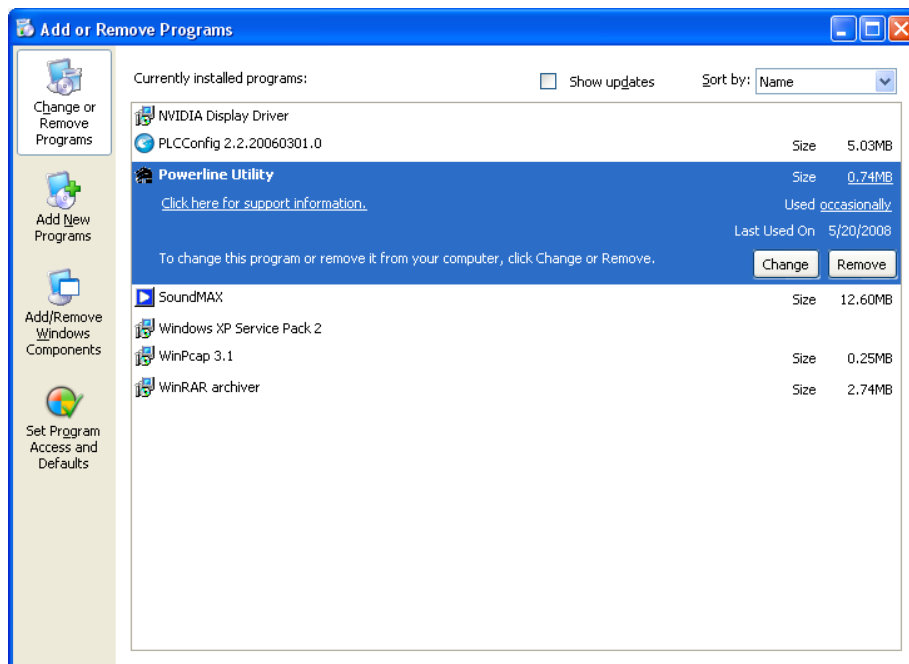 Add or Remove Programs
Change or
Remove
Programs
Add New
Programs
Add/Remove
Windows
Components
Set Program
Access and
Defaults
Currently installed programs:
Show updates
Sort by: Name
NVIDIA Display Driver
PLCConfig 2.2.20060301.0 Size 5.03MB
Powerline Utility Size 0.74MB
Click here for support information. Used occasionally
Last Used On 5/20/2008
To change this program or remove it from your computer, click Change or Remove. Change Remove
SoundMAX Size 12.60MB
Windows XP Service Pack 2
WinPcap 3.1 Size 0.25MB
WinRAR archiver Size 2.74MB